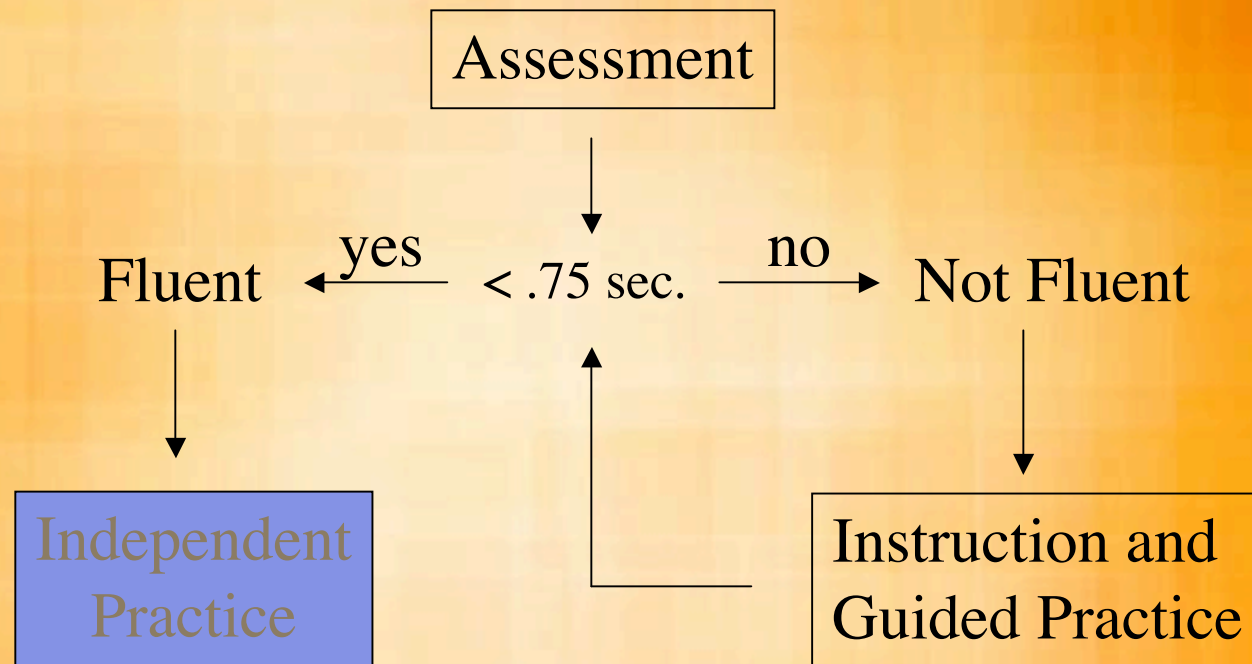 Assessment
yes
no
Fluent
< .75 sec.
Not Fluent
Independent
Practice
Instruction and
Guided Practice